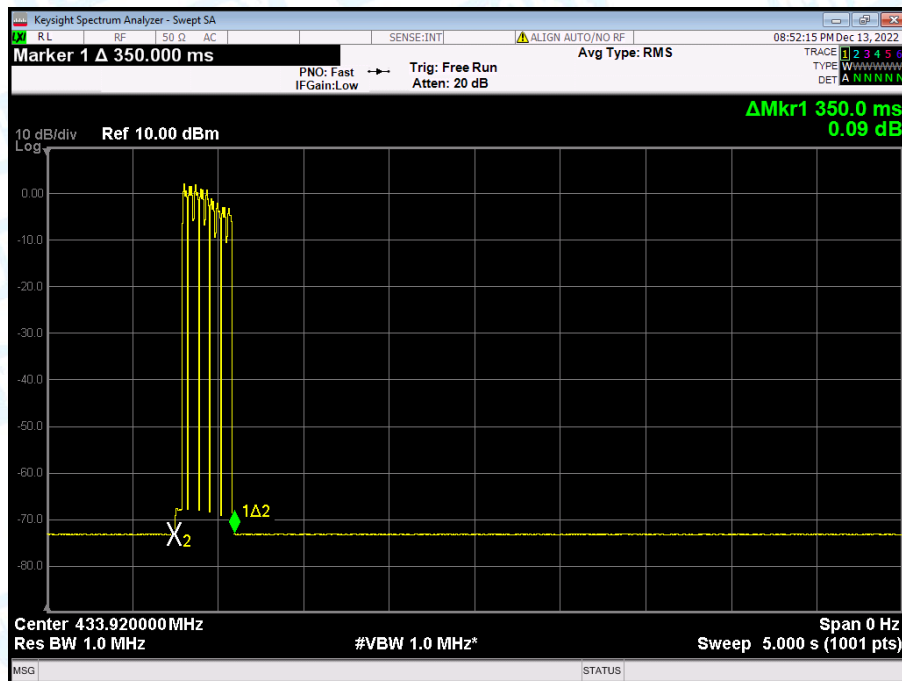 Keysight Spectrum Analyzer - Swept SA
LXI RL RF 50 Ω AC SENSE:INT ALIGN AUTO/NO RF 08:52:15 PM Dec 13, 2022
Marker 1 Δ 350.000 ms
PNO: Fast
IFGain:Low
Trig: Free Run
Atten: 20 dB
Avg Type: RMS
TRACE 1 2 3 4 5 6
TYPE WWWWWW
DET A N N N N N
ΔMkr1 350.0 ms
0.09 dB
10 dB/div Ref 10.00 dBm
Log
0.00
-10.0
-20.0
-30.0
-40.0
-50.0
-60.0
-70.0
-80.0
1Δ2
X2
Center 433.920000 MHz
Res BW 1.0 MHz
#VBW 1.0 MHz*
Span 0 Hz
Sweep 5.000 s (1001 pts)
MSG STATUS